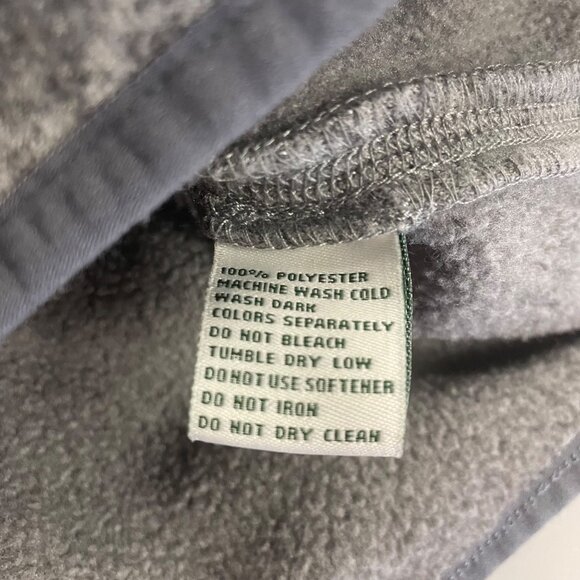 100% POLYESTER
MACHINE WASH COLD
WASH DARK
COLORS SEPARATELY
DO NOT BLEACH
TUMBLE DRY LOW
DO NOT USE SOFTENER
DO NOT IRON
DO NOT DRY CLEAN